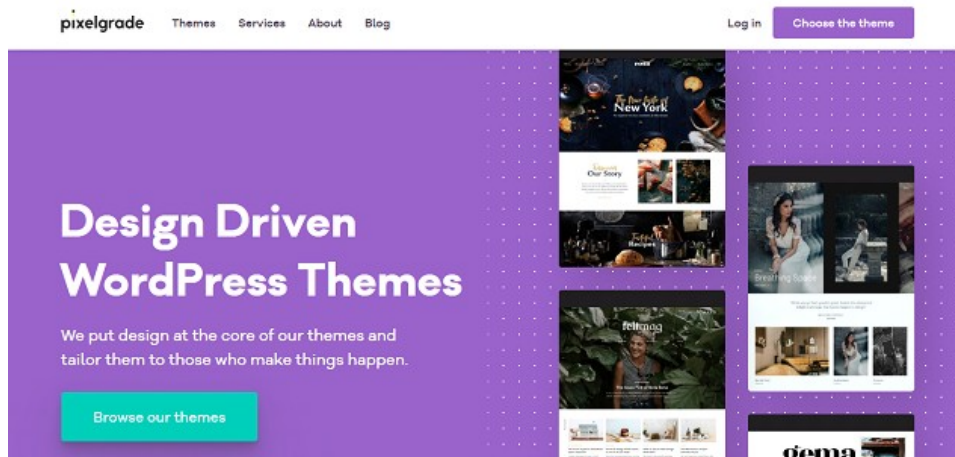 pixelgrade
Themes
Services
About
Blog
Log in
Choose the theme
Design Driven
WordPress Themes
We put design at the core of our themes and
tailor them to those who make things happen.
Browse our themes
New York
Our Story
Recipes
Breathing Space
feltmag
gema